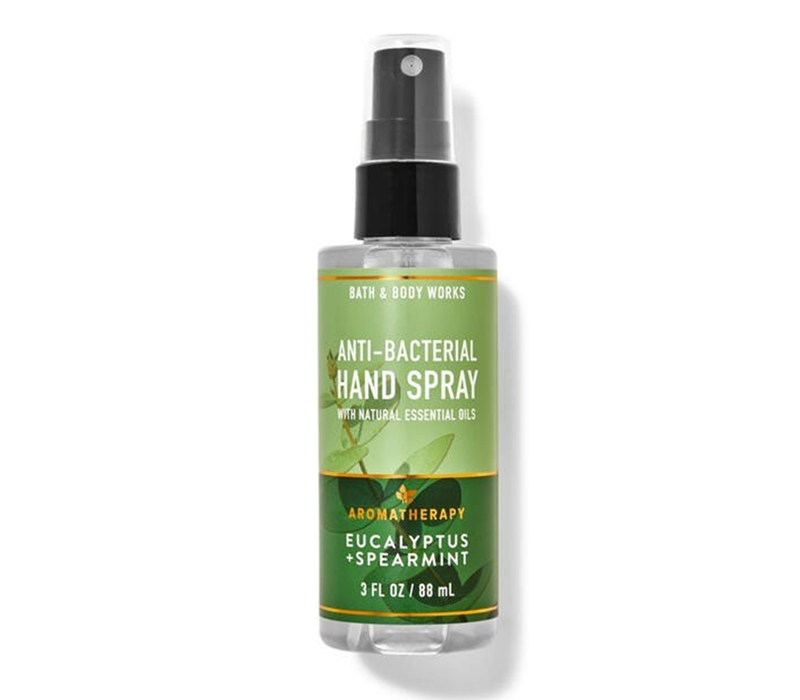 BATH & BODY WORKS
ANTI-BACTERIAL
HAND SPRAY
WITH NATURAL ESSENTIAL OILS
AROMATHERAPY
EUCALYPTUS
+SPEARMINT
3 FL OZ / 88 mL